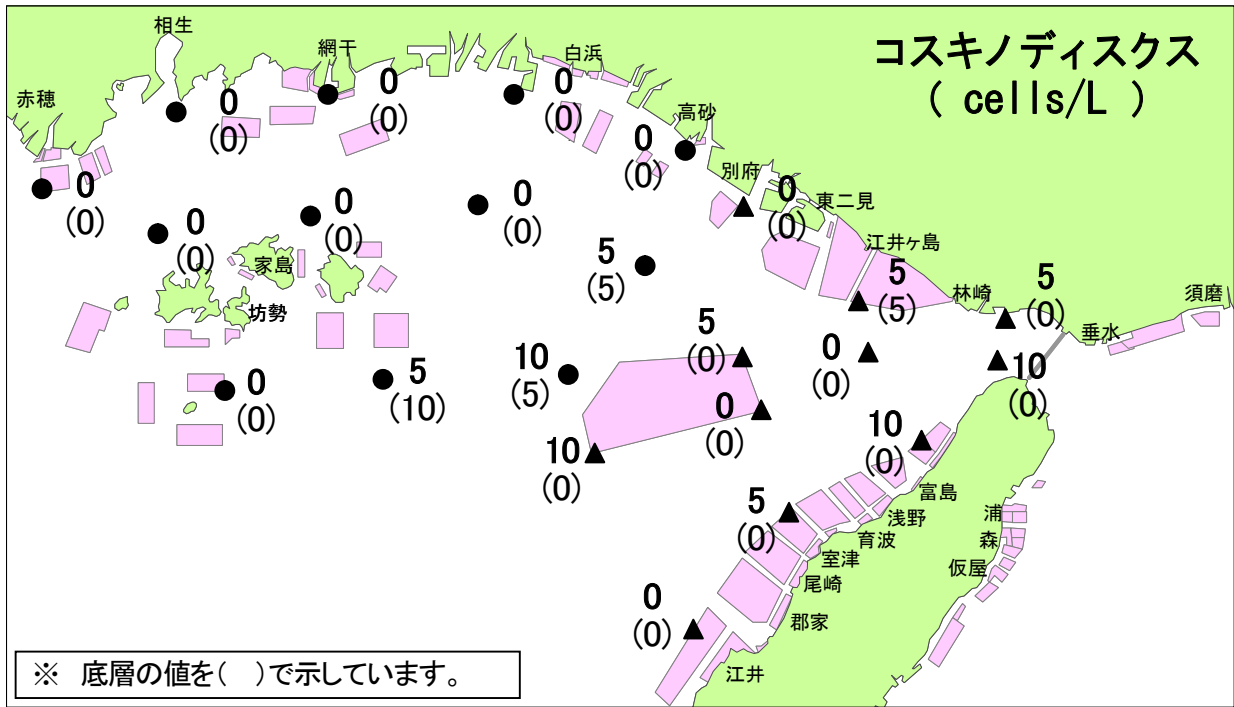 コスキノディスクス
( cells/L )
相生
網干
白浜
赤穂
高砂
別府
東二見
江井ヶ島
林崎
須磨
垂水
家島
坊勢
富島
浅野
育波
室津
尾崎
郡家
江井
浦
森
仮屋
0
(0)
0
(0)
0
(0)
0
(0)
0
(0)
0
(0)
0
(0)
0
(0)
0
(0)
5
(5)
5
(5)
5
(0)
10
(0)
0
(0)
5
(0)
0
(0)
10
(5)
10
(0)
5
(10)
0
(0)
10
(0)
5
(0)
0
(0)
※ 底層の値を( )で示しています。